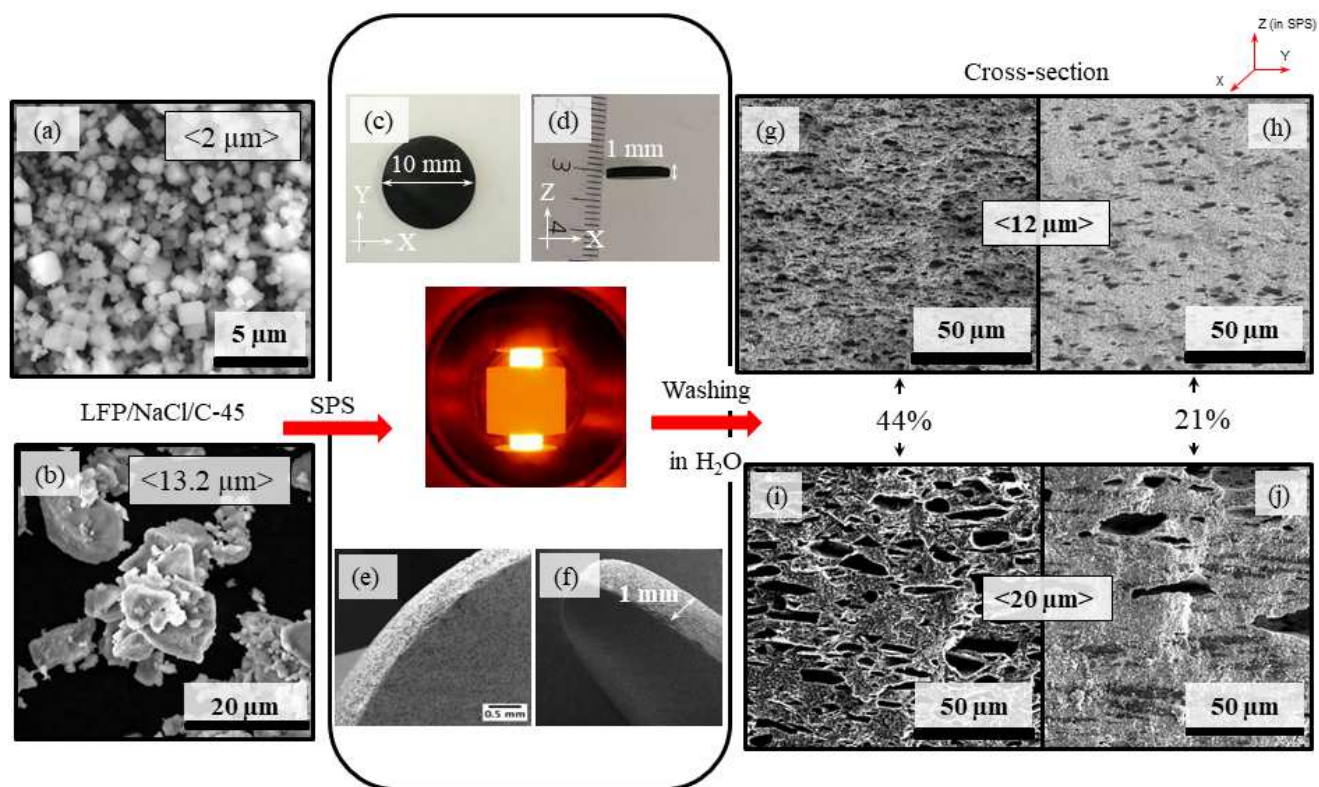 Z (in SPS)
Y
X
Cross-section
(a)
<2 µm>
5 µm
LFP/NaCl/C-45
(b)
<13.2 µm>
20 µm
SPS
(c)
10 mm
Y
X
(d)
1 mm
3
4
Z
X
(e)
0.5 mm
(f)
1 mm
Washing
in H₂O
(g)
(h)
<12 µm>
50 µm
50 µm
44%
21%
(i)
(j)
<20 µm>
50 µm
50 µm